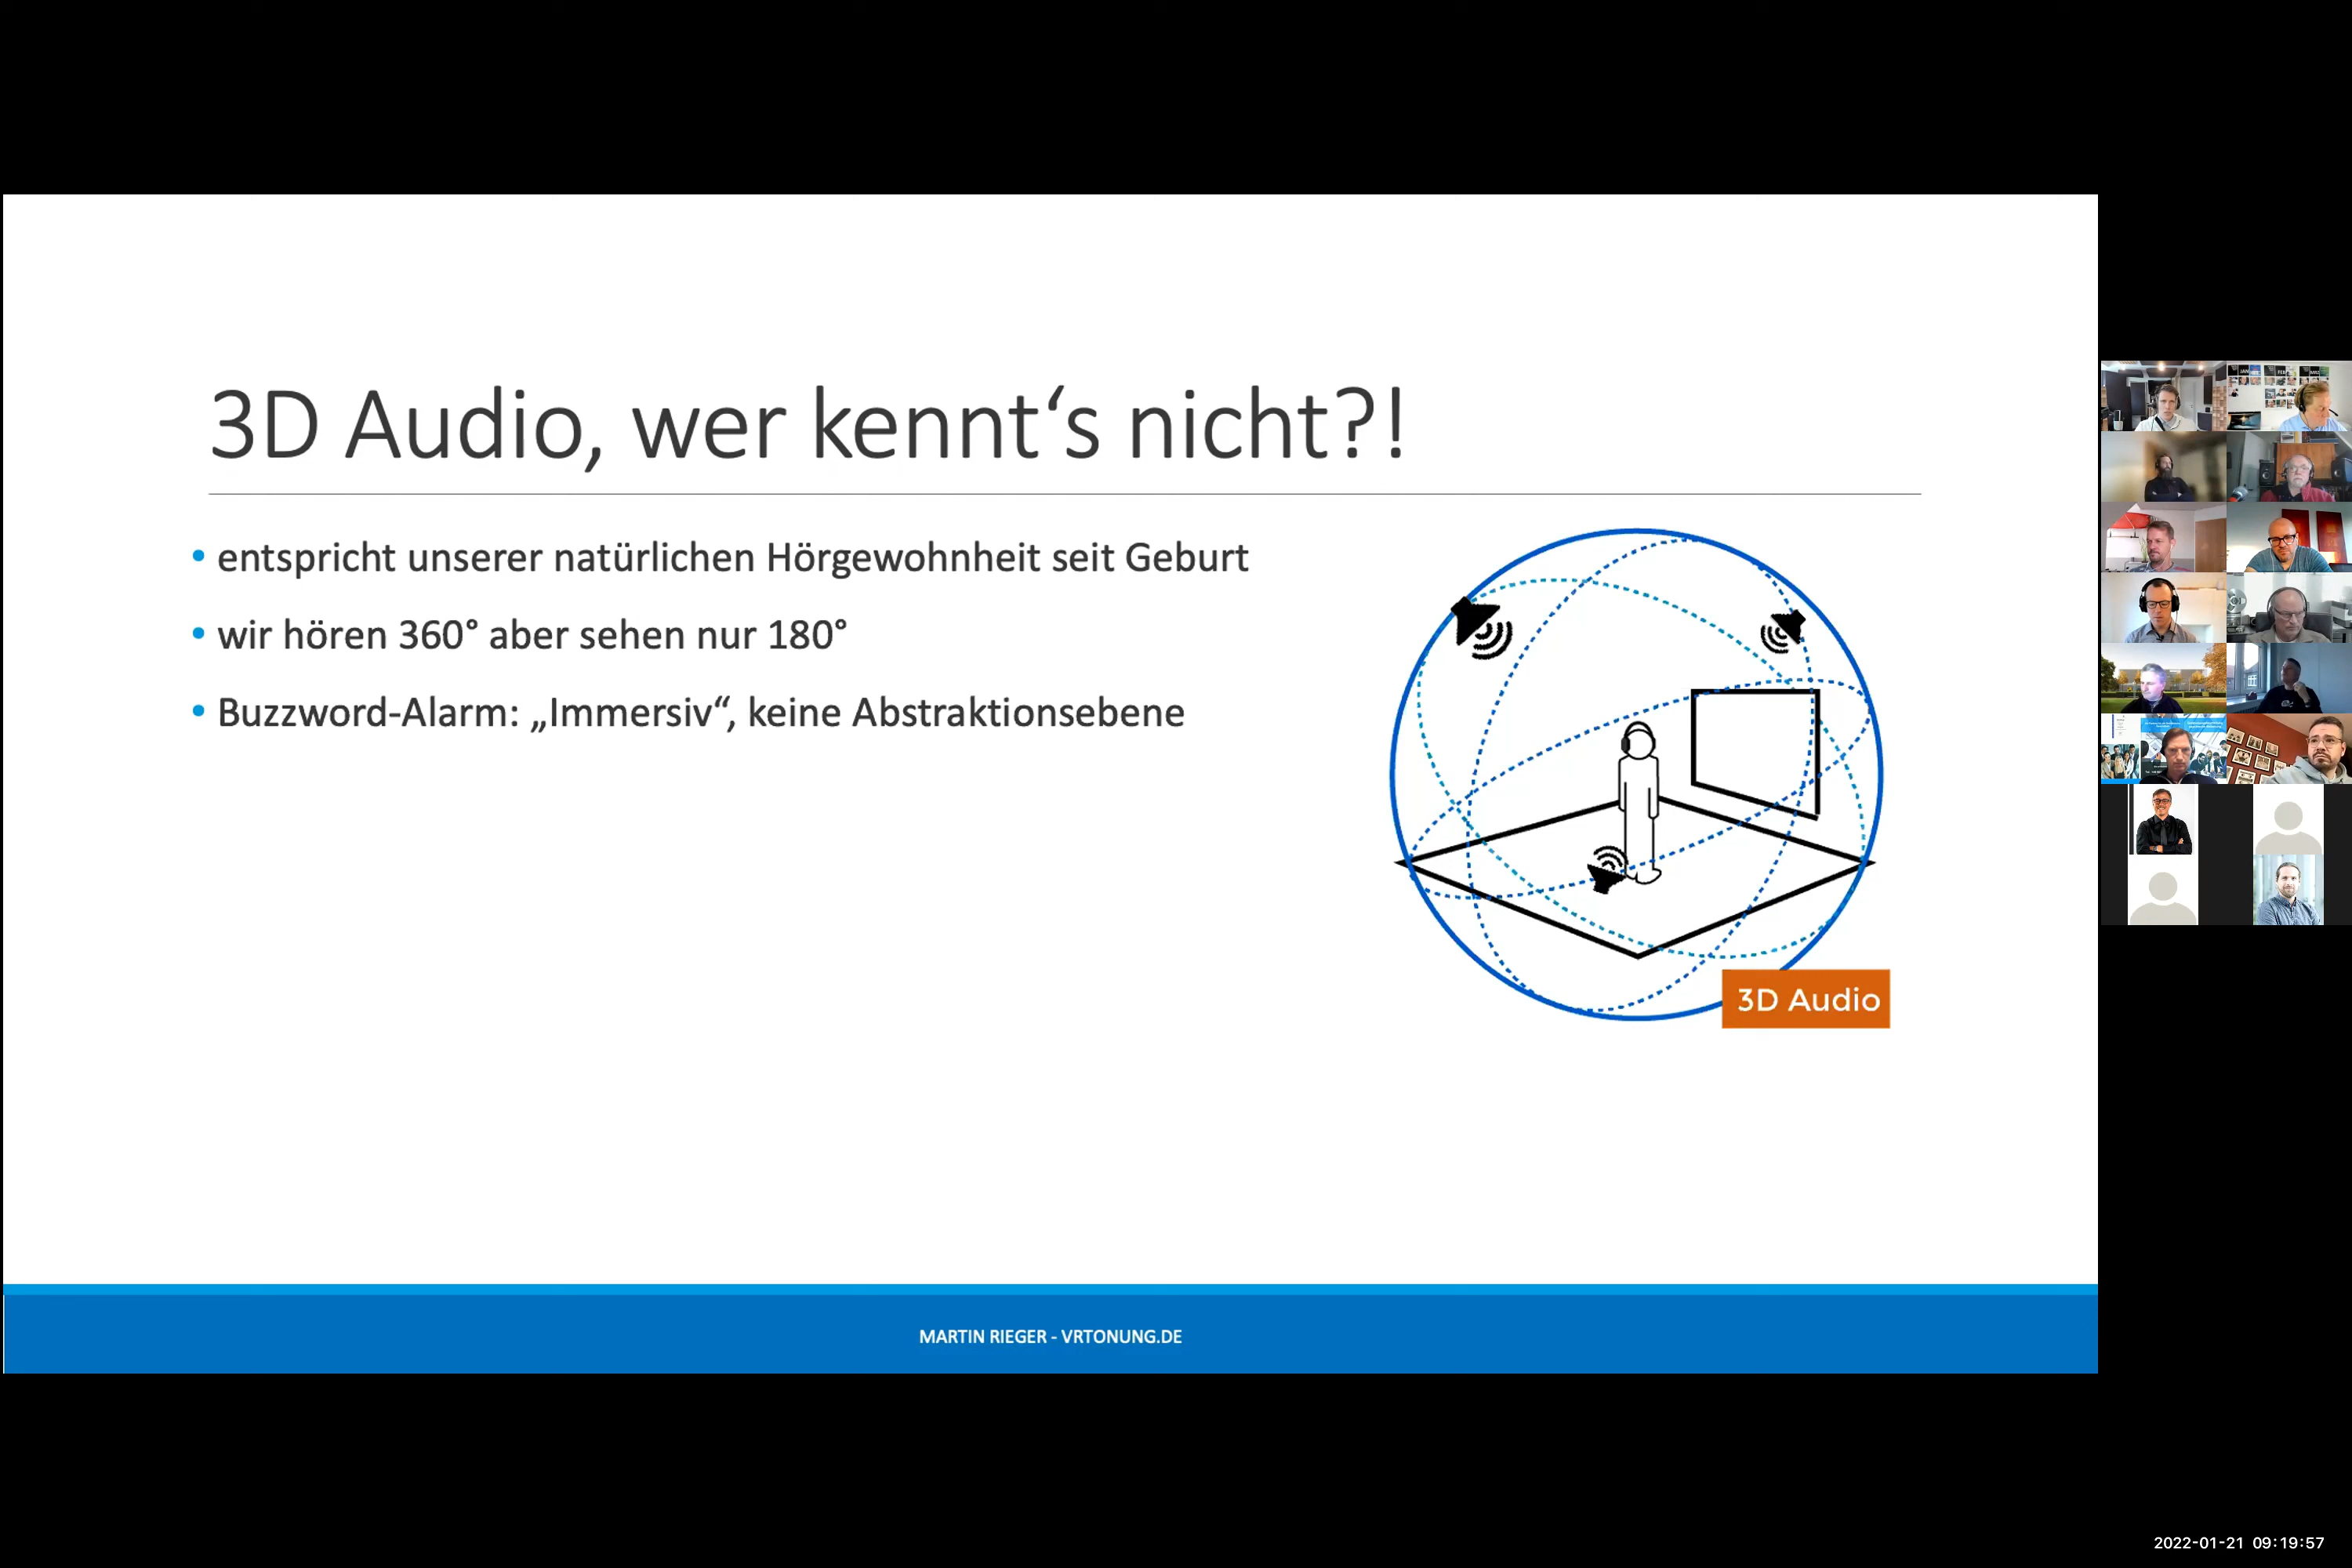 3D Audio, wer kennt‘s nicht?!
• entspricht unserer natürlichen Hörgewohnheit seit Geburt
• wir hören 360° aber sehen nur 180°
• Buzzword-Alarm: „Immersiv“, keine Abstraktionsebene
3D Audio
MARTIN RIEGER - VRTONUNG.DE
2022-01-21 09:19:57